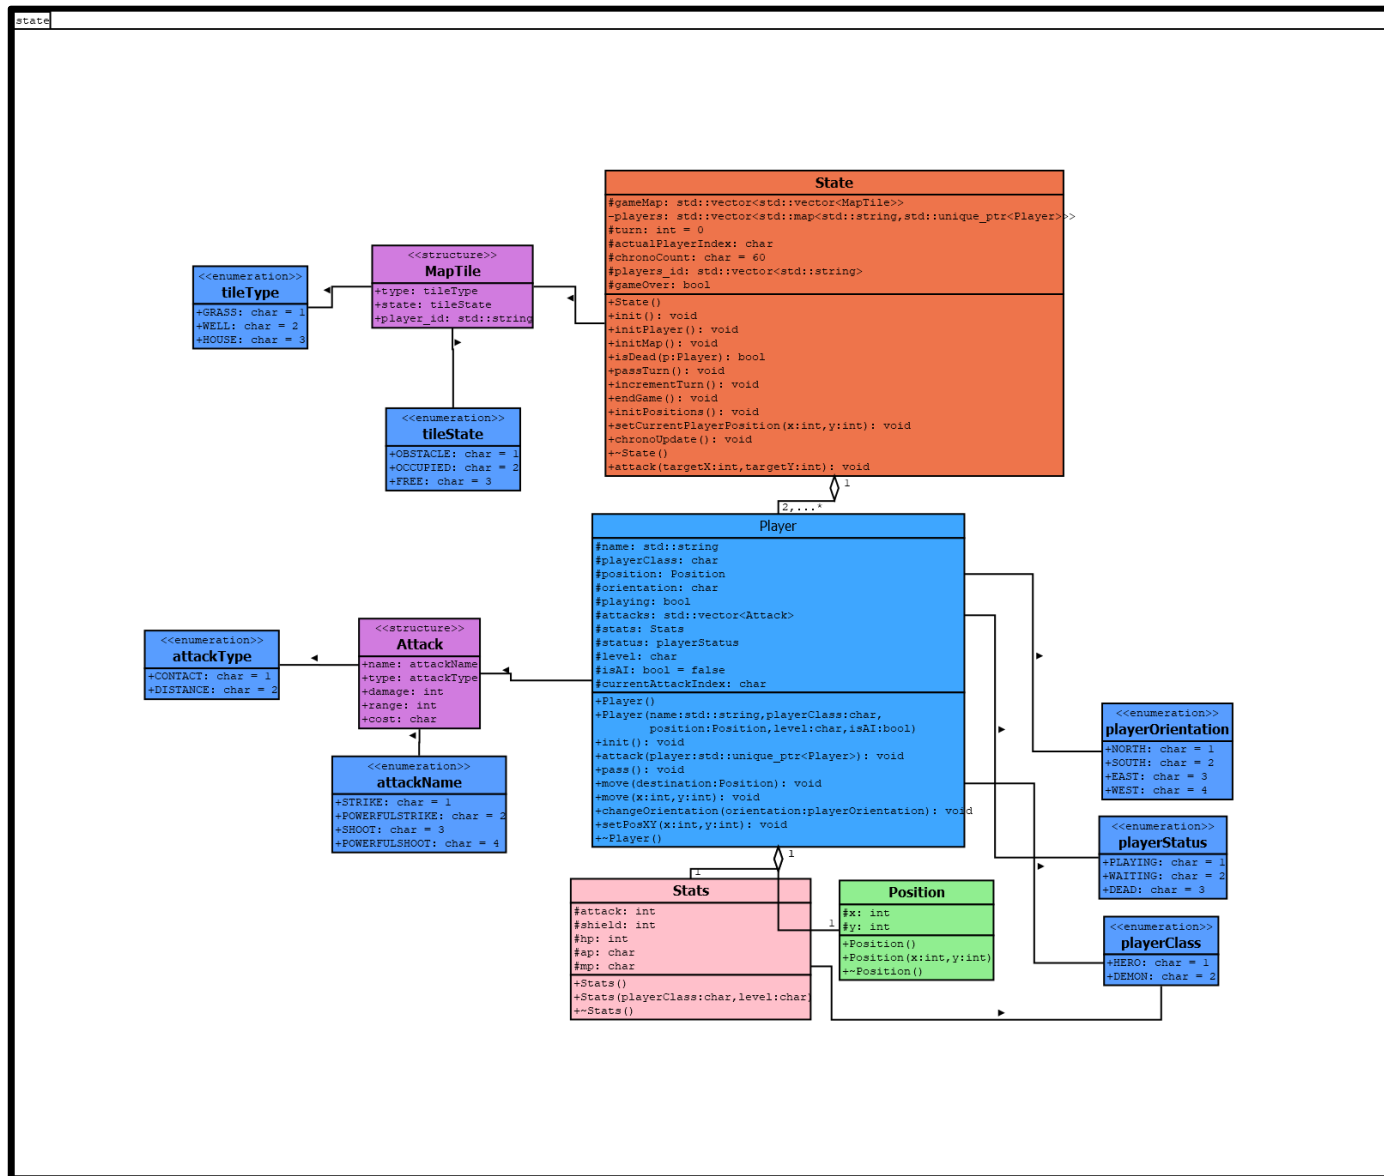 state
State
#gameMap: std::vector<std::vector<MapTile>>
-players: std::vector<std::map<std::string,std::unique_ptr<Player>>>
#turn: int = 0
#actualPlayerIndex: char
#chronoCount: char = 60
#players_id: std::vector<std::string>
#gameOver: bool
+State()
+init(): void
+initPlayer(): void
+initMap(): void
+isDead(p:Player): bool
+passTurn(): void
+incrementTurn(): void
+endGame(): void
+initPositions(): void
+setCurrentPlayerPosition(x:int,y:int): void
+chronoUpdate(): void
+~State()
+attack(targetX:int,targetY:int): void
<<structure>>
MapTile
+type: tileType
+state: tileState
+player_id: std::string
<<enumeration>>
tileType
+GRASS: char = 1
+WELL: char = 2
+HOUSE: char = 3
<<enumeration>>
tileState
+OBSTACLE: char = 1
+OCCUPIED: char = 2
+FREE: char = 3
1
2,...*
Player
#name: std::string
#playerClass: char
#position: Position
#orientation: char
#playing: bool
#attacks: std::vector<Attack>
#stats: Stats
#status: playerStatus
#level: char
#isAI: bool = false
#currentAttackIndex: char
+Player()
+Player(name:std::string,playerClass:char,
position:Position,level:char,isAI:bool)
+init(): void
+attack(player:std::unique_ptr<Player>): void
+pass(): void
+move(destination:Position): void
+move(x:int,y:int): void
+changeOrientation(orientation:playerOrientation): void
+setPosXY(x:int,y:int): void
+~Player()
<<structure>>
Attack
+name: attackName
+type: attackType
+damage: int
+range: int
+cost: char
<<enumeration>>
attackType
+CONTACT: char = 1
+DISTANCE: char = 2
<<enumeration>>
attackName
+STRIKE: char = 1
+POWERFULSTRIKE: char = 2
+SHOOT: char = 3
+POWERFULSHOOT: char = 4
<<enumeration>>
playerOrientation
+NORTH: char = 1
+SOUTH: char = 2
+EAST: char = 3
+WEST: char = 4
<<enumeration>>
playerStatus
+PLAYING: char = 1
+WAITING: char = 2
+DEAD: char = 3
<<enumeration>>
playerClass
+HERO: char = 1
+DEMON: char = 2
1
1
1
Stats
#attack: int
#shield: int
#hp: int
#ap: char
#mp: char
+Stats()
+Stats(playerClass:char,level:char)
+~Stats()
Position
#x: int
#y: int
+Position()
+Position(x:int,y:int)
+~Position()